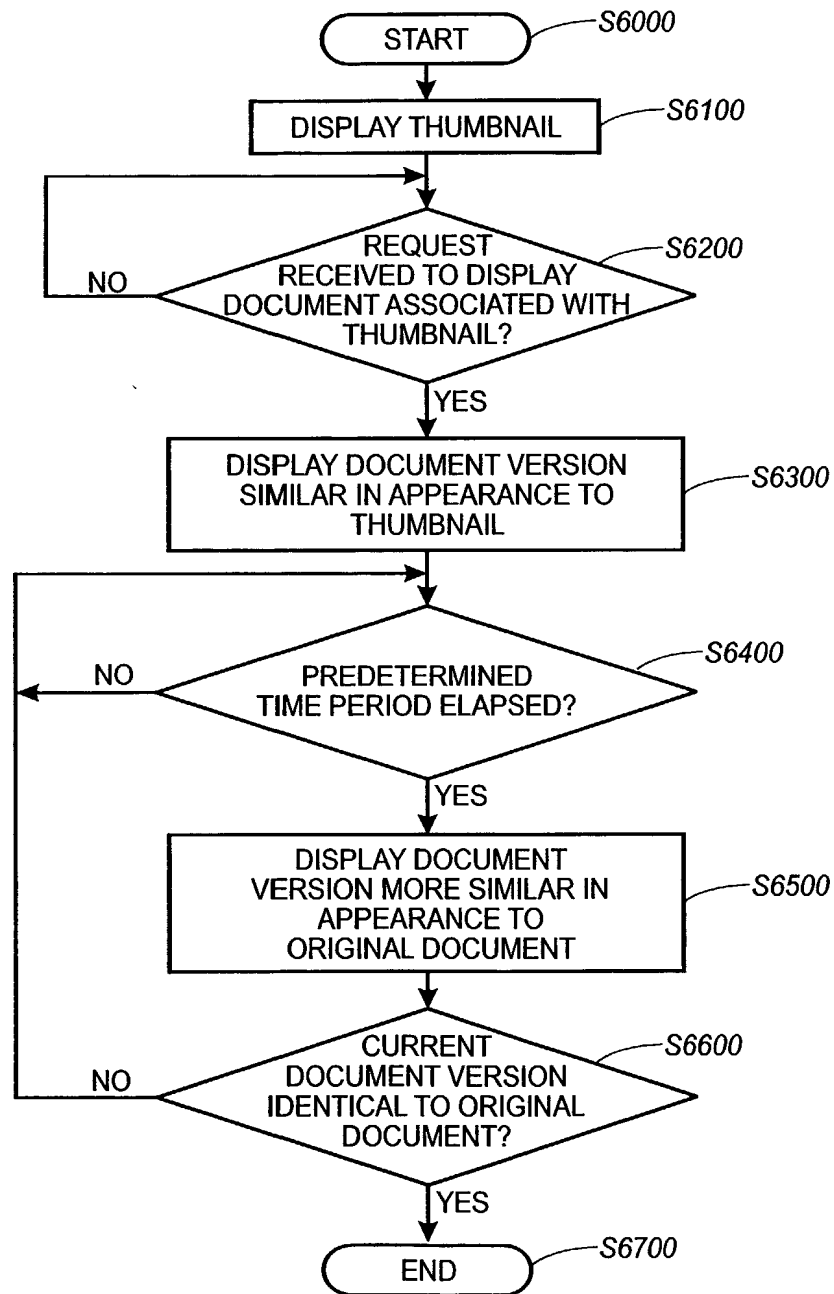 START
S6000
DISPLAY THUMBNAIL
S6100
REQUEST
RECEIVED TO DISPLAY
DOCUMENT ASSOCIATED WITH
THUMBNAIL?
S6200
NO
YES
DISPLAY DOCUMENT VERSION
SIMILAR IN APPEARANCE TO
THUMBNAIL
S6300
PREDETERMINED
TIME PERIOD ELAPSED?
S6400
NO
YES
DISPLAY DOCUMENT
VERSION MORE SIMILAR IN
APPEARANCE TO
ORIGINAL DOCUMENT
S6500
CURRENT
DOCUMENT VERSION
IDENTICAL TO ORIGINAL
DOCUMENT?
S6600
NO
YES
END
S6700